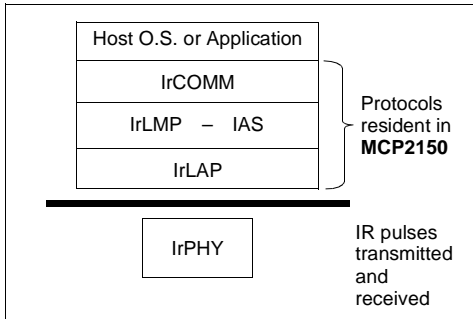 Host O.S. or Application
IrCOMM
IrLMP – IAS
IrLAP
Protocols
resident in
MCP2150
IrPHY
IR pulses
transmitted
and
received